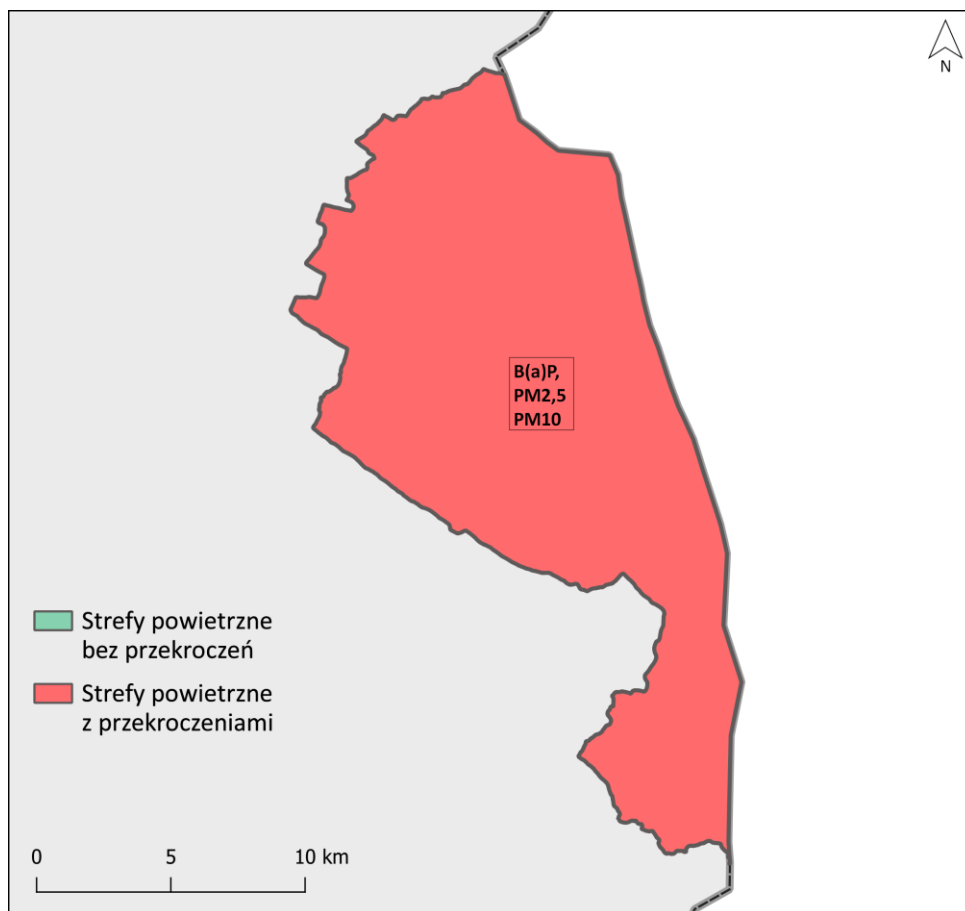 N
B(a)P,
PM2,5
PM10
Strefy powietrzne
bez przekroczeń
Strefy powietrzne
z przekroczeniami
0 5 10 km